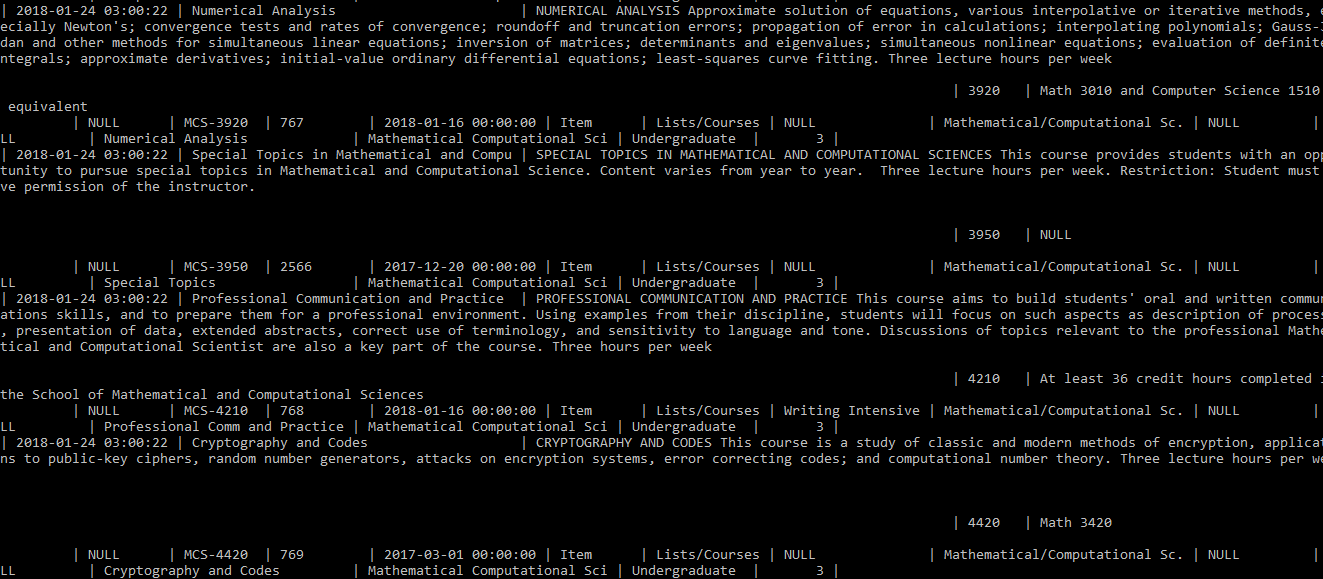 | 2018-01-24 03:00:22 | Numerical Analysis | NUMERICAL ANALYSIS Approximate solution of equations, various interpolative or iterative methods,
ecially Newton's; convergence tests and rates of convergence; roundoff and truncation errors; propagation of error in calculations; interpolating polynomials; Gauss-
dan and other methods for simultaneous linear equations; inversion of matrices; determinants and eigenvalues; simultaneous nonlinear equations; evaluation of definite
ntegrals; approximate derivatives; initial-value ordinary differential equations; least-squares curve fitting. Three lecture hours per week
| 3920 | Math 3010 and Computer Science 1510
equivalent
| NULL | MCS-3920 | 767 | 2018-01-16 00:00:00 | Item | Lists/Courses | NULL | Mathematical/Computational Sc. | NULL |
LL | Numerical Analysis | Mathematical Computational Sci | Undergraduate | 3 |
| 2018-01-24 03:00:22 | Special Topics in Mathematical and Compu | SPECIAL TOPICS IN MATHEMATICAL AND COMPUTATIONAL SCIENCES This course provides students with an opp
tunity to pursue special topics in Mathematical and Computational Science. Content varies from year to year. Three lecture hours per week. Restriction: Student must
ve permission of the instructor.
| 3950 | NULL
| NULL | MCS-3950 | 2566 | 2017-12-20 00:00:00 | Item | Lists/Courses | NULL | Mathematical/Computational Sc. | NULL |
LL | Special Topics | Mathematical Computational Sci | Undergraduate | 3 |
| 2018-01-24 03:00:22 | Professional Communication and Practice | PROFESSIONAL COMMUNICATION AND PRACTICE This course aims to build students' oral and written commun
ations skills, and to prepare them for a professional environment. Using examples from their discipline, students will focus on such aspects as description of process
, presentation of data, extended abstracts, correct use of terminology, and sensitivity to language and tone. Discussions of topics relevant to the professional Mathe
tical and Computational Scientist are also a key part of the course. Three hours per week
| 4210 | At least 36 credit hours completed
the School of Mathematical and Computational Sciences
| NULL | MCS-4210 | 768 | 2018-01-16 00:00:00 | Item | Lists/Courses | Writing Intensive | Mathematical/Computational Sc. | NULL |
LL | Professional Comm and Practice | Mathematical Computational Sci | Undergraduate | 3 |
| 2018-01-24 03:00:22 | Cryptography and Codes | CRYPTOGRAPHY AND CODES This course is a study of classic and modern methods of encryption, applicat
ns to public-key ciphers, random number generators, attacks on encryption systems, error correcting codes; and computational number theory. Three lecture hours per we
| 4420 | Math 3420
| NULL | MCS-4420 | 769 | 2017-03-01 00:00:00 | Item | Lists/Courses | NULL | Mathematical/Computational Sc. | NULL |
LL | Cryptography and Codes | Mathematical Computational Sci | Undergraduate | 3 |